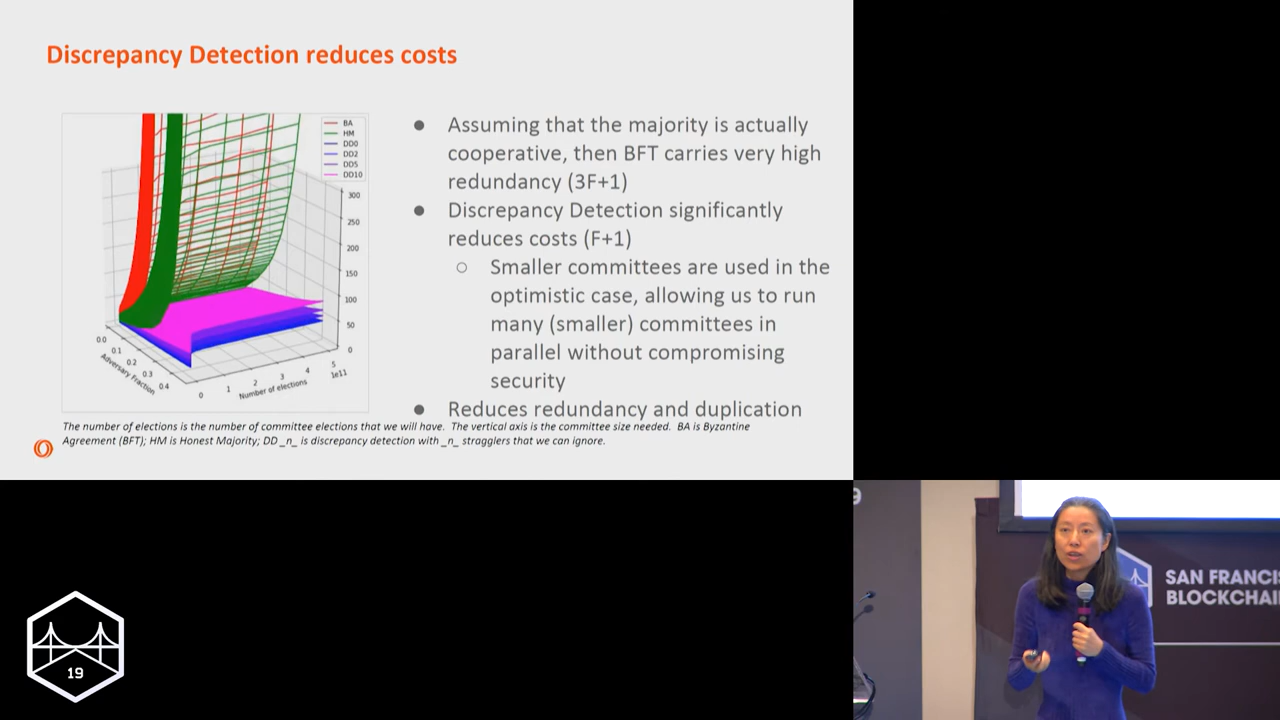 Discrepancy Detection reduces costs
BA
HM
DD0
DD2
DD5
DD10
300
250
200
150
100
50
0
0.0
0.1
0.2
0.3
0.4
Adversary Fraction
0
1
2
3
4
5
1e11
Number of elections
● Assuming that the majority is actually
cooperative, then BFT carries very high
redundancy (3F+1)
● Discrepancy Detection significantly
reduces costs (F+1)
○ Smaller committees are used in the
optimistic case, allowing us to run
many (smaller) committees in
parallel without compromising
security
● Reduces redundancy and duplication
The number of elections is the number of committee elections that we will have. The vertical axis is the committee size needed. BA is Byzantine
Agreement (BFT); HM is Honest Majority; DD _n_ is discrepancy detection with _n_ stragglers that we can ignore.
19
9
SAN FRANCIS
BLOCKCHAI